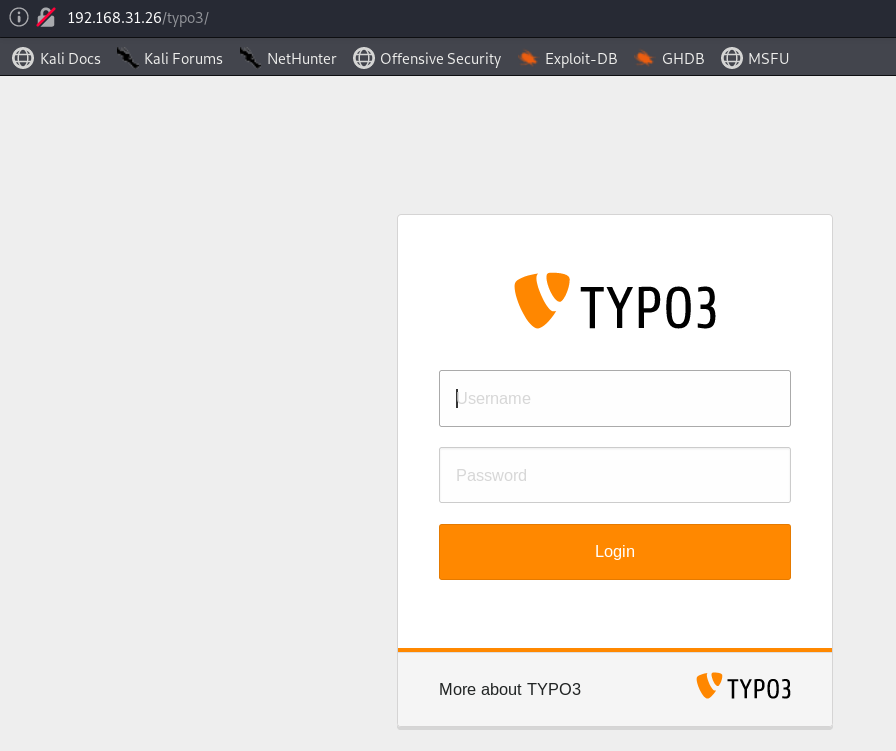 192.168.31.26/typo3/
Kali Docs Kali Forums NetHunter Offensive Security Exploit-DB GHDB MSFU
TYPO3
Username
Password
Login
More about TYPO3 TYPO3